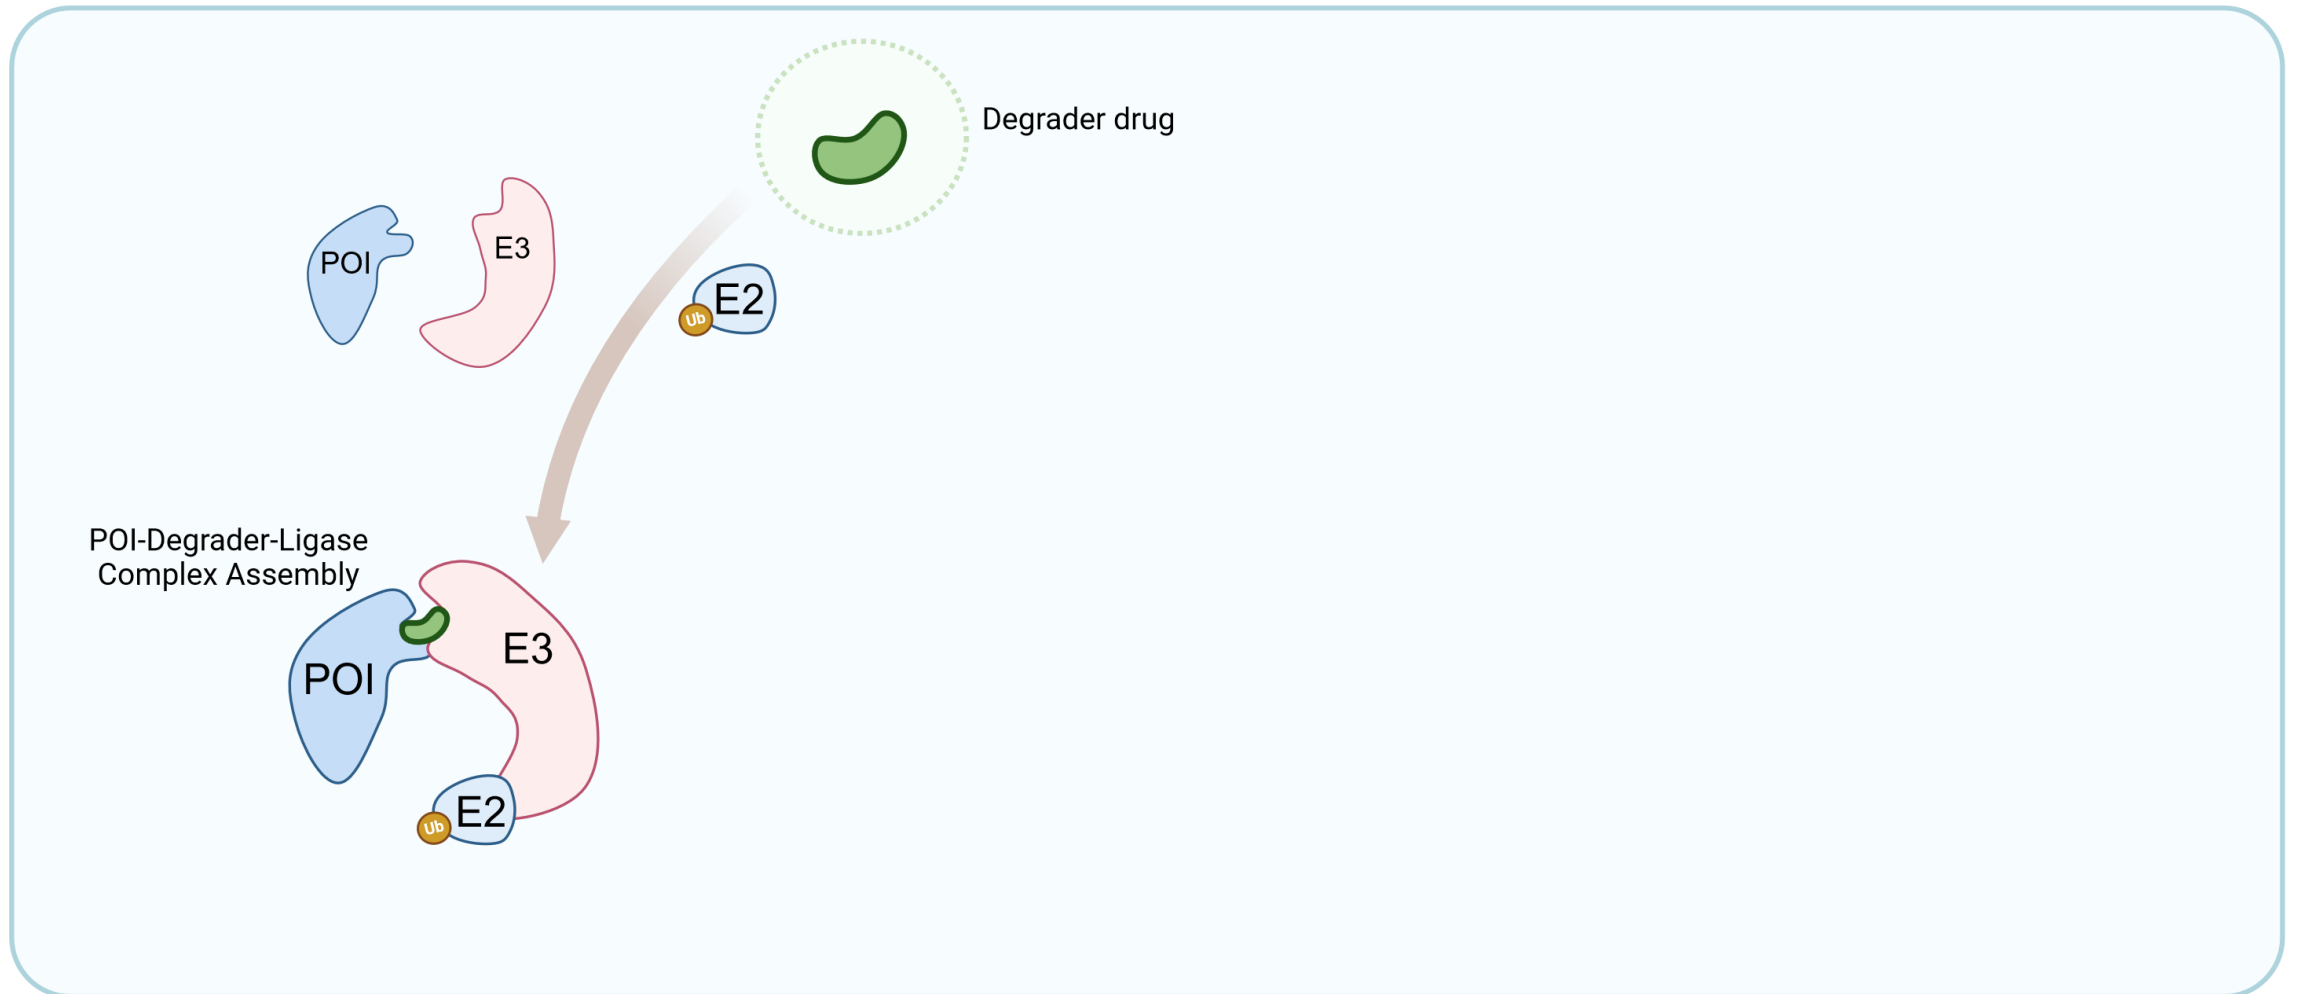 Degrader drug
POI
E3
E2
Ub
POI-Degrader-Ligase
Complex Assembly
POI
E3
E2
Ub